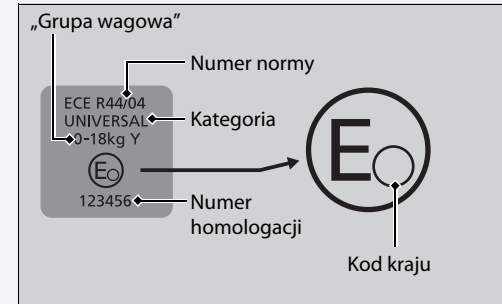 „Grupa wagowa”
Numer normy
ECE R44/04
UNIVERSAL
Kategoria
0-18kg Y
E
E
123456
Numer
homologacji
Kod kraju